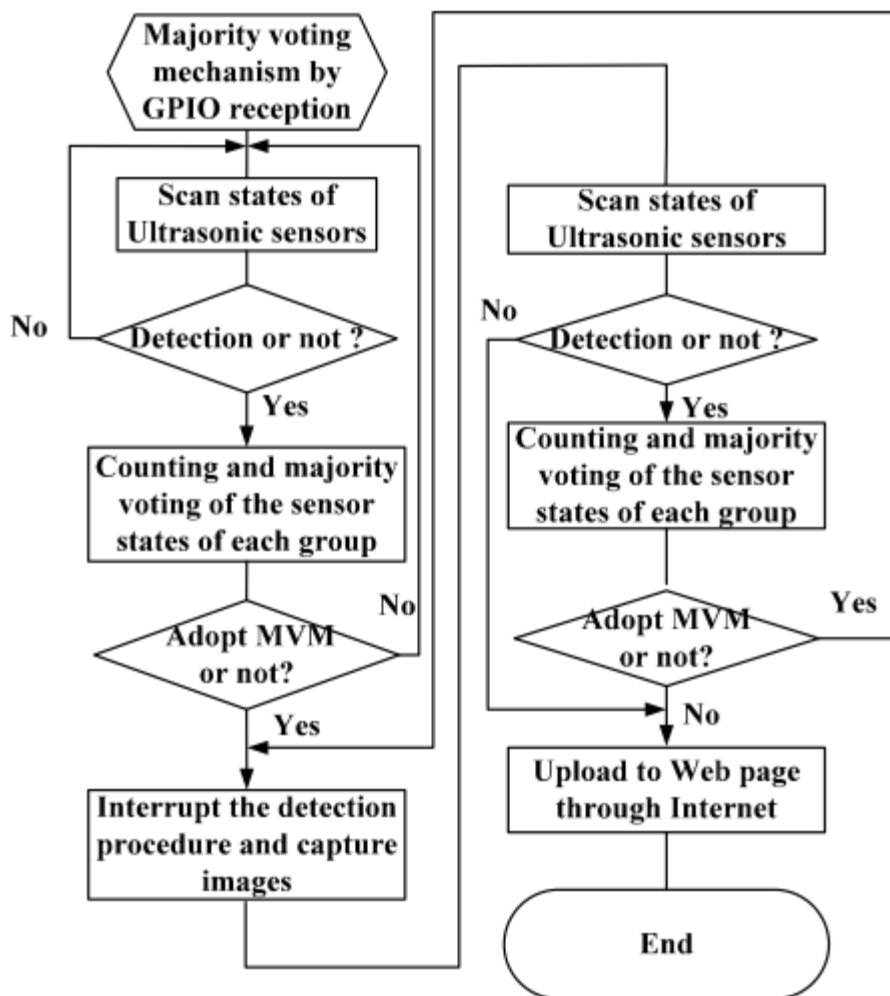 Majority voting
mechanism by
GPIO reception
Scan states of
Ultrasonic sensors
No
Detection or not ?
Yes
Counting and majority
voting of the sensor
states of each group
No
Adopt MVM
or not?
Yes
Interrupt the detection
procedure and capture
images
Scan states of
Ultrasonic sensors
No
Detection or not ?
Yes
Counting and majority
voting of the sensor
states of each group
Yes
Adopt MVM
or not?
No
Upload to Web page
through Internet
End